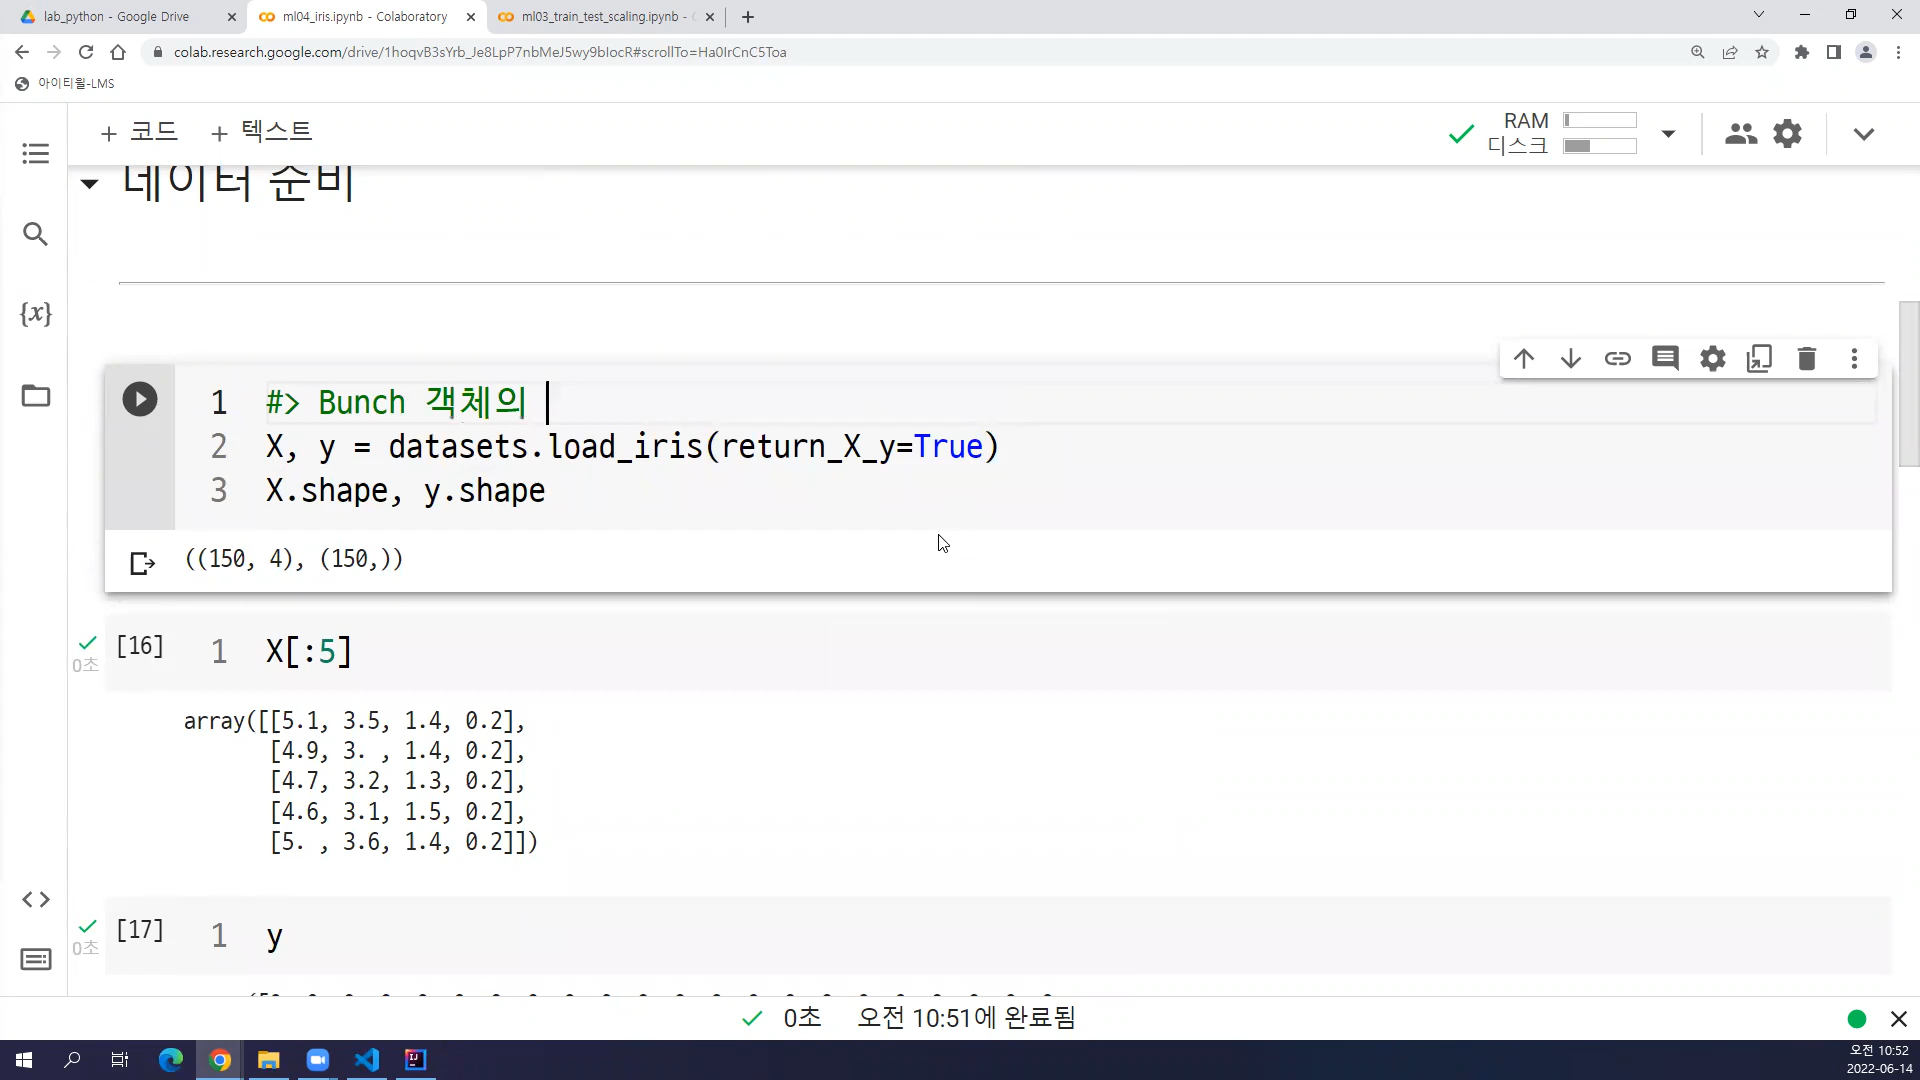 lab_python - Google Drive
ml04_iris.ipynb - Colaboratory
ml03_train_test_scaling.ipynb -
colab.research.google.com/drive/1hoqvB3sYrb_Je8LpP7nbMeJ5wy9bIocR#scrollTo=Ha0IrCnC5Toa
아이티윌-LMS
+ 코드 + 텍스트
RAM
디스크
데이터 준비
{x}
1 #> Bunch 객체의
2 X, y = datasets.load_iris(return_X_y=True)
3 X.shape, y.shape
((150, 4), (150,))
[16] 1 X[:5]
0초
array([[5.1, 3.5, 1.4, 0.2],
[4.9, 3. , 1.4, 0.2],
[4.7, 3.2, 1.3, 0.2],
[4.6, 3.1, 1.5, 0.2],
[5. , 3.6, 1.4, 0.2]])
[17] 1 y
0초
0초 오전 10:51에 완료됨
오전 10:52
2022-06-14